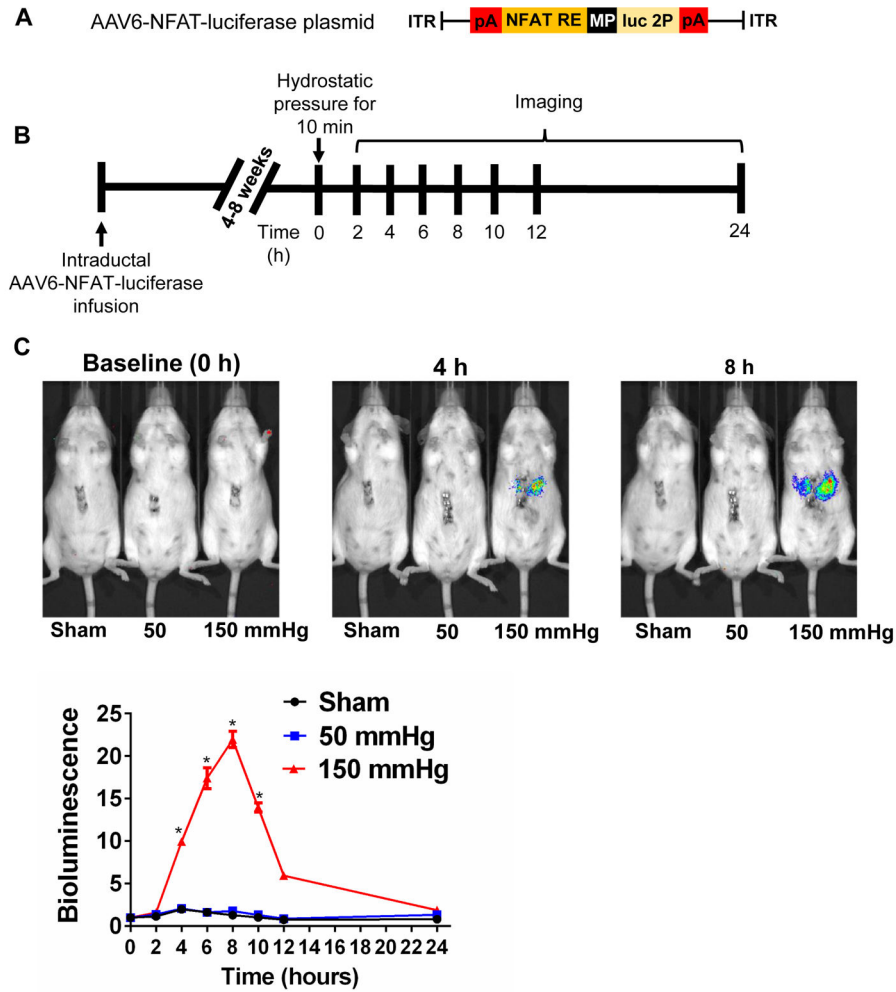 A
AAV6-NFAT-luciferase plasmid
ITR
pA
NFAT RE
MP
luc 2P
pA
ITR
B
Hydrostatic
pressure for
10 min
Imaging
4-8 weeks
Time
(h)
0
2
4
6
8
10
12
24
Intraductal
AAV6-NFAT-luciferase
infusion
C
Baseline (0 h)
4 h
8 h
Sham
50
150 mmHg
Sham
50
150 mmHg
Sham
50
150 mmHg
Sham
50 mmHg
150 mmHg
Bioluminescence
25
20
15
10
5
0
*
*
*
*
0 2 4 6 8 10 12 14 16 18 20 22 24
Time (hours)